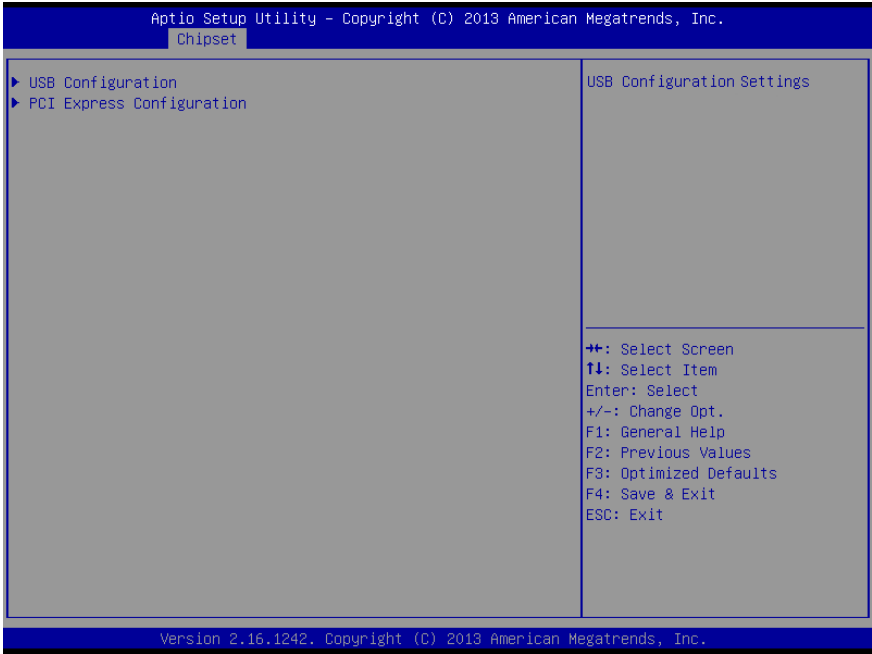 Aptio Setup Utility – Copyright (C) 2013 American Megatrends, Inc.
Chipset
▶ USB Configuration
▶ PCI Express Configuration
USB Configuration Settings
→←: Select Screen
↑↓: Select Item
Enter: Select
+/-: Change Opt.
F1: General Help
F2: Previous Values
F3: Optimized Defaults
F4: Save & Exit
ESC: Exit
Version 2.16.1242. Copyright (C) 2013 American Megatrends, Inc.